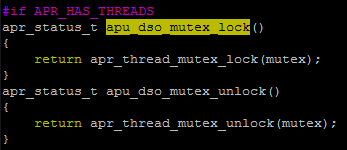 #if APR_HAS_THREADS
apr_status_t apu_dso_mutex_lock()
{
    return apr_thread_mutex_lock(mutex);
}
apr_status_t apu_dso_mutex_unlock()
{
    return apr_thread_mutex_unlock(mutex);
}